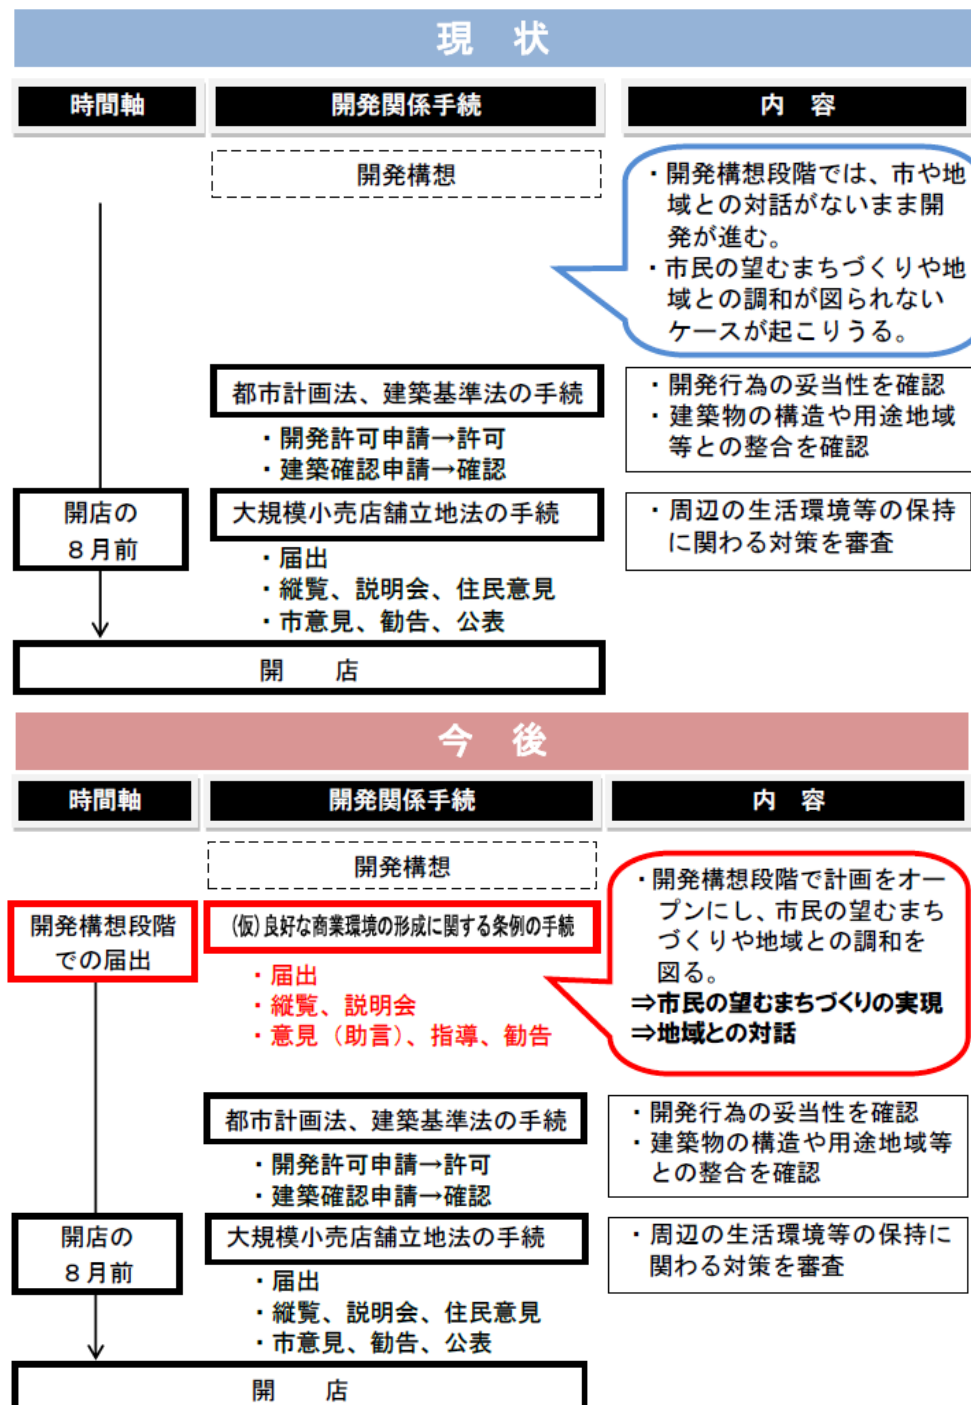 現 状
時間軸
開発関係手続
内 容
開発構想
・開発構想段階では、市や地
域との対話がないまま開
発が進む。
・市民の望むまちづくりや地
域との調和が図られない
ケースが起こりうる。
都市計画法、建築基準法の手続
・開発許可申請→許可
・建築確認申請→確認
・開発行為の妥当性を確認
・建築物の構造や用途地域
等との整合を確認
開店の
８月前
大規模小売店舗立地法の手続
・届出
・縦覧、説明会、住民意見
・市意見、勧告、公表
・周辺の生活環境等の保持
に関わる対策を審査
開 店
今 後
時間軸
開発関係手続
内 容
開発構想
開発構想段階
での届出
(仮)良好な商業環境の形成に関する条例の手続
・届出
・縦覧、説明会
・意見（助言）、指導、勧告
・開発構想段階で計画をオー
プンにし、市民の望むまち
づくりや地域との調和を
図る。
⇒市民の望むまちづくりの実現
⇒地域との対話
都市計画法、建築基準法の手続
・開発許可申請→許可
・建築確認申請→確認
・開発行為の妥当性を確認
・建築物の構造や用途地域等
との整合を確認
開店の
８月前
大規模小売店舗立地法の手続
・届出
・縦覧、説明会、住民意見
・市意見、勧告、公表
・周辺の生活環境等の保持に
関わる対策を審査
開 店